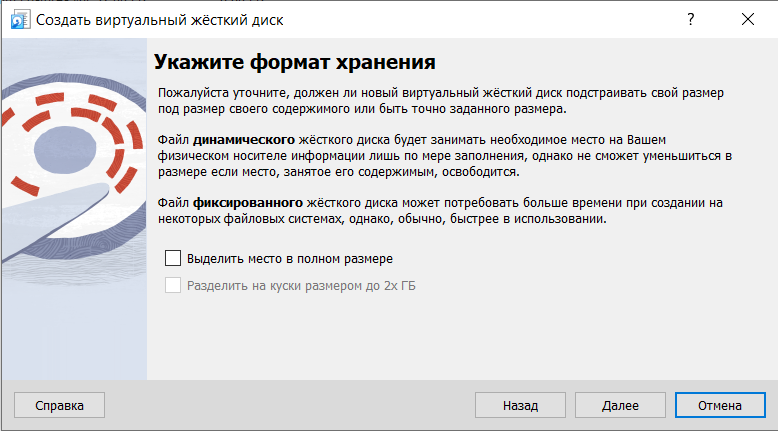 Создать виртуальный жёсткий диск
?
Укажите формат хранения
Пожалуйста уточните, должен ли новый виртуальный жёсткий диск подстраивать свой размер
под размер своего содержимого или быть точно заданного размера.
Файл динамического жёсткого диска будет занимать необходимое место на Вашем
физическом носителе информации лишь по мере заполнения, однако не сможет уменьшиться в
размере если место, занятое его содержимым, освободится.
Файл фиксированного жёсткого диска может потребовать больше времени при создании на
некоторых файловых системах, однако, обычно, быстрее в использовании.
Выделить место в полном размере
Разделить на куски размером до 2х ГБ
Справка
Назад
Далее
Отмена